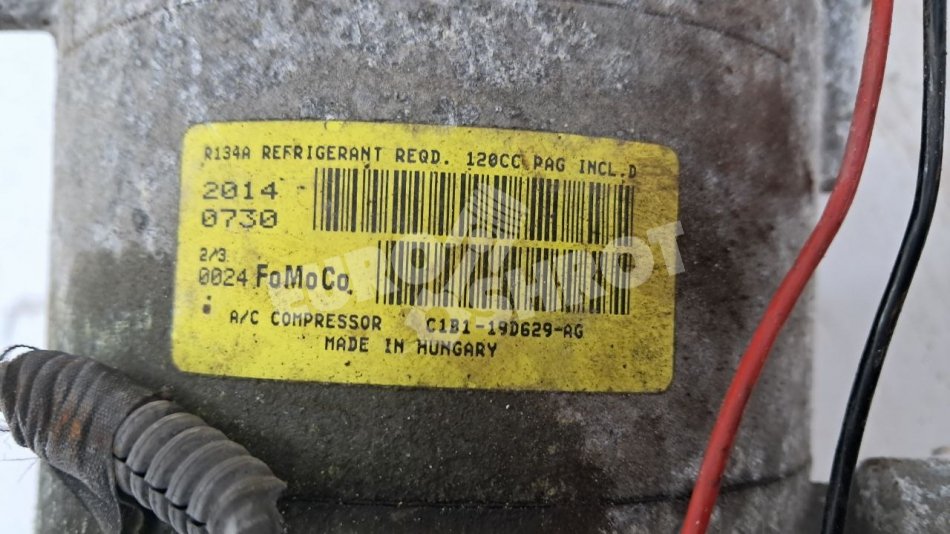 R134A REFRIGERANT REQD. 120CC PAG INCL.D
2014
0730
2/3
0024 FoMoCo
A/C COMPRESSOR C1B1-19D629-AG
MADE IN HUNGARY